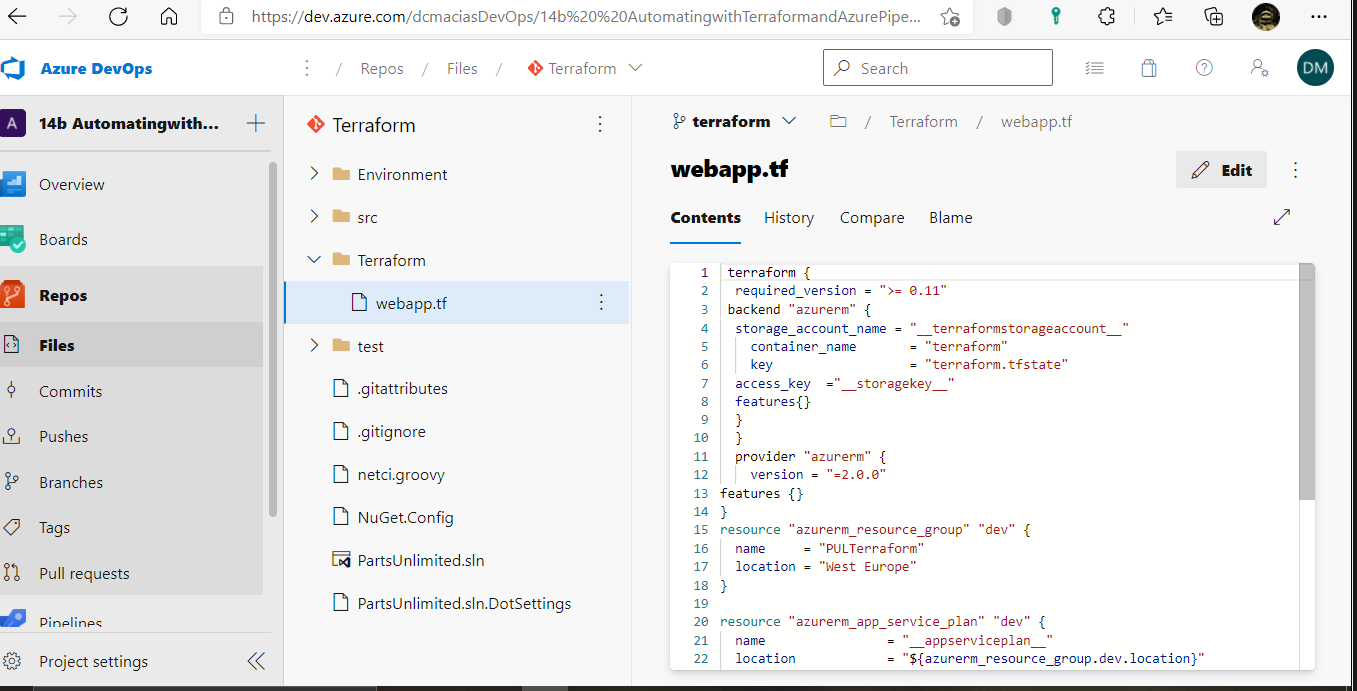 https://dev.azure.com/dcmaciasDevOps/14b%20%20AutomatingwithTerraformandAzurePipe...
Azure DevOps
/ Repos / Files / Terraform
Search
DM
A 14b Automatingwith...
Overview
Boards
Repos
Files
Commits
Pushes
Branches
Tags
Pull requests
Pipelines
Project settings
Terraform
Environment
src
Terraform
webapp.tf
test
.gitattributes
.gitignore
netci.groovy
NuGet.Config
PartsUnlimited.sln
PartsUnlimited.sln.DotSettings
terraform / Terraform / webapp.tf
webapp.tf
Edit
Contents History Compare Blame
1 terraform {
2 required_version = ">= 0.11"
3 backend "azurerm" {
4 storage_account_name = "__terraformstorageaccount__"
5 container_name = "terraform"
6 key = "terraform.tfstate"
7 access_key ="__storagekey__"
8 features{}
9 }
10 }
11 provider "azurerm" {
12 version = "=2.0.0"
13 features {}
14 }
15 resource "azurerm_resource_group" "dev" {
16 name = "PULTerraform"
17 location = "West Europe"
18 }
19
20 resource "azurerm_app_service_plan" "dev" {
21 name = "__appserviceplan__"
22 location = "${azurerm_resource_group.dev.location}"